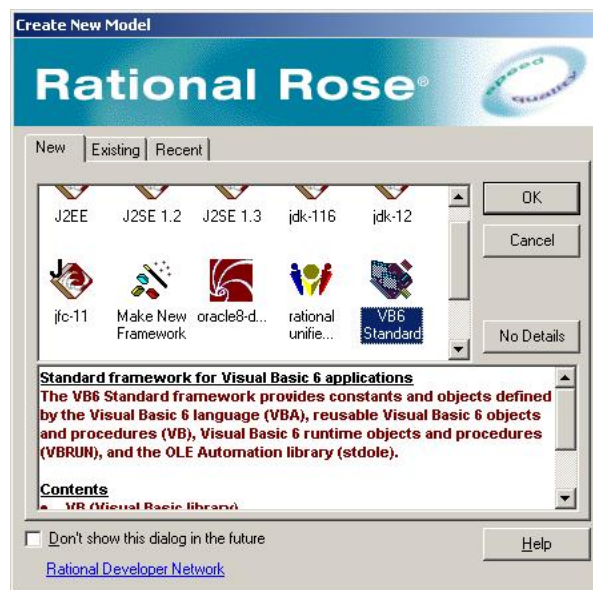 Create New Model
Rational Rose®
speed
quality
New
Existing
Recent
J2EE
J2SE 1.2
J2SE 1.3
jdk-116
jdk-12
OK
Cancel
jfc-11
Make New
Framework
oracle8-d...
rational
unifie...
VB6
Standard
No Details
Standard framework for Visual Basic 6 applications
The VB6 Standard framework provides constants and objects defined
by the Visual Basic 6 language (VBA), reusable Visual Basic 6 objects
and procedures (VB), Visual Basic 6 runtime objects and procedures
(VBRUN), and the OLE Automation library (stdole).
Contents
• VB (Visual Basic library)
Don't show this dialog in the future
Help
Rational Developer Network